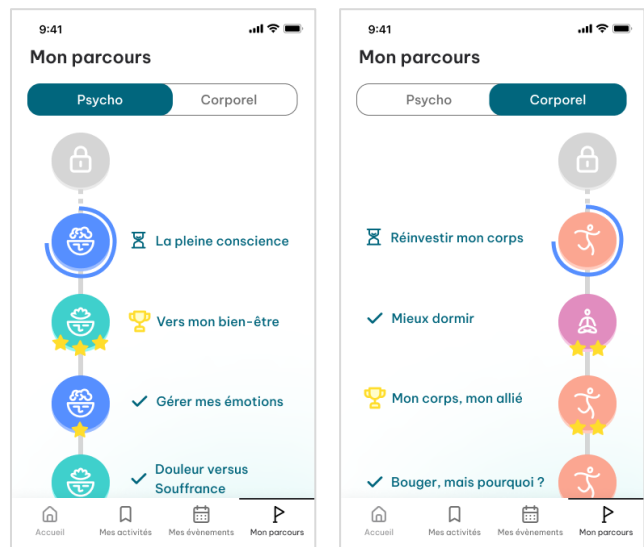 9:41
Mon parcours
Psycho Corporel
La pleine conscience
Vers mon bien-être
Gérer mes émotions
Douleur versus
Souffrance
Accueil Mes activités Mes évènements Mon parcours
9:41
Mon parcours
Psycho Corporel
Réinvestir mon corps
Mieux dormir
Mon corps, mon allié
Bouger, mais pourquoi ?
Accueil Mes activités Mes évènements Mon parcours